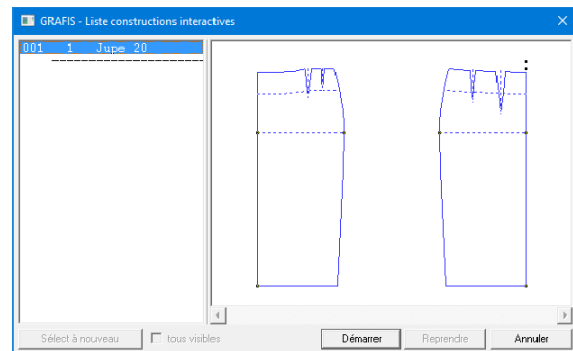 GRAFIS - Liste constructions interactives
001 1 Jupe 20
Sélect à nouveau
tous visibles
Démarrer
Reprendre
Annuler